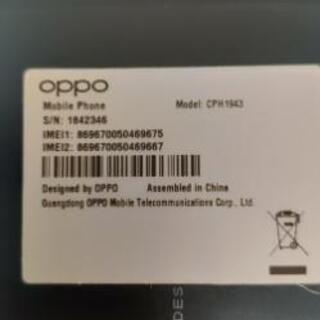 oppo
Mobile Phone Model: CPH1943
S/N: 1842346
IMEI1: 869670050469675
IMEI2: 869670050469667
Designed by OPPO Assembled in China
Guangdong OPPO Mobile Telecommunications Corp., Ltd.
DES